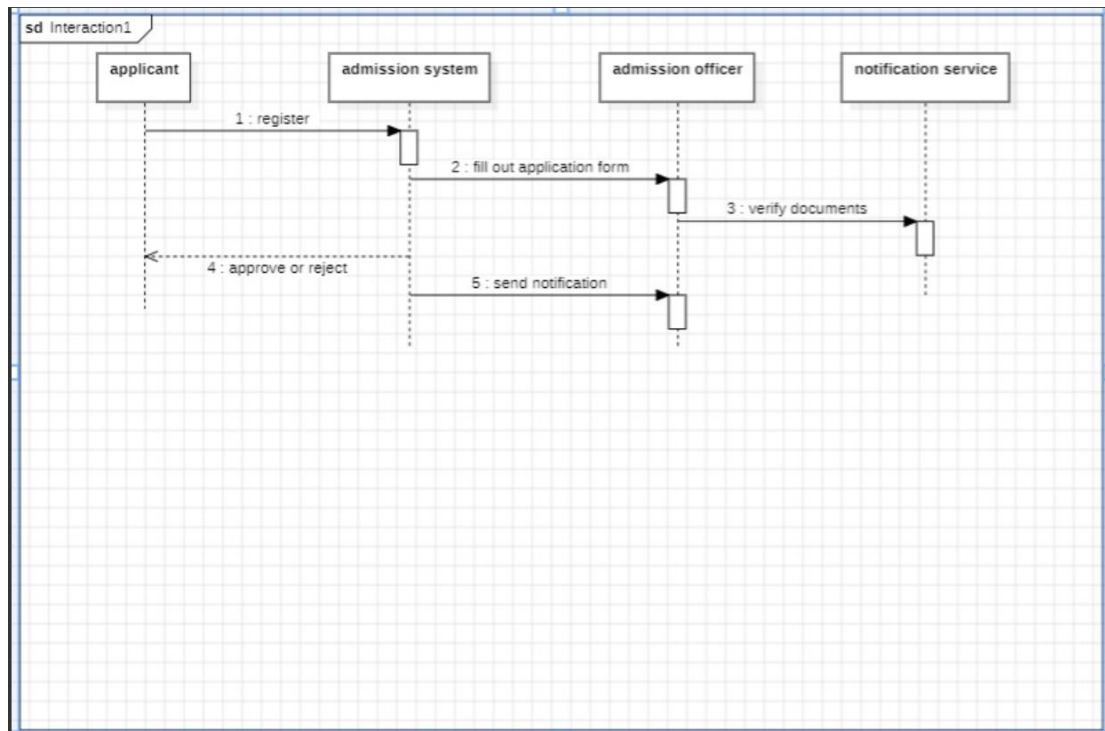 sd Interaction1
applicant
admission system
admission officer
notification service
1 : register
2 : fill out application form
3 : verify documents
4 : approve or reject
5 : send notification